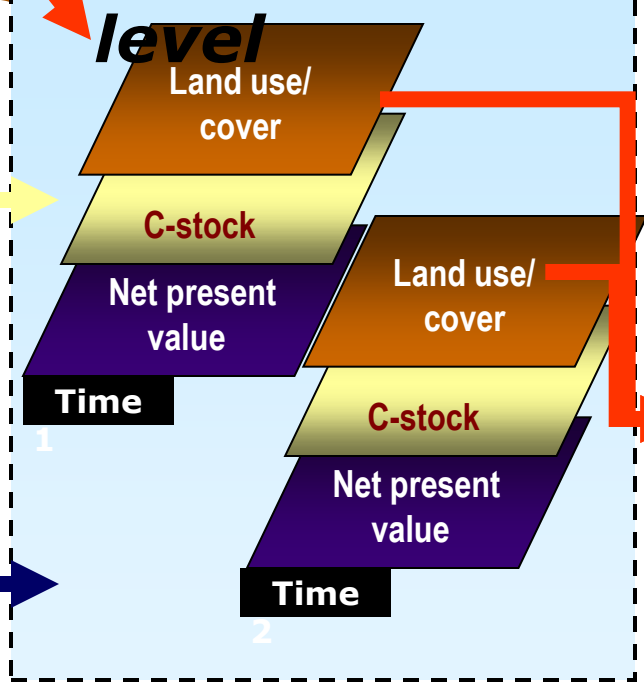 level
Land use/
cover
C-stock
Net present
value
Time
1
Land use/
cover
C-stock
Net present
value
Time
2